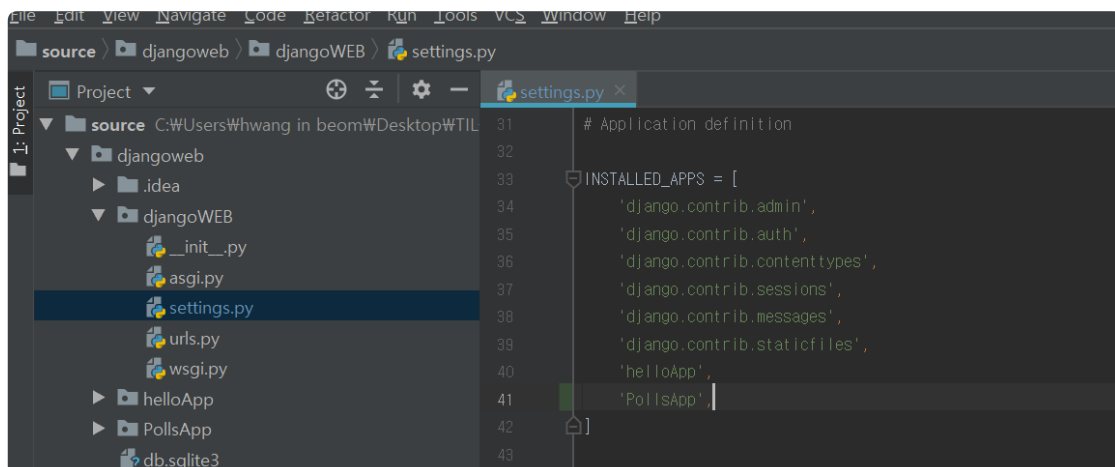 File Edit View Navigate Code Refactor Run Tools VCS Window Help
source djangoweb djangoWEB settings.py
1: Project
Project
settings.py
source C:₩Users₩hwang in beom₩Desktop₩TIL
djangoweb
.idea
djangoWEB
__init__.py
asgi.py
settings.py
urls.py
wsgi.py
helloApp
PollsApp
db.sqlite3
31 # Application definition
32
33 INSTALLED_APPS = [
34 'django.contrib.admin',
35 'django.contrib.auth',
36 'django.contrib.contenttypes',
37 'django.contrib.sessions',
38 'django.contrib.messages',
39 'django.contrib.staticfiles',
40 'helloApp',
41 'PollsApp',
42 ]
43